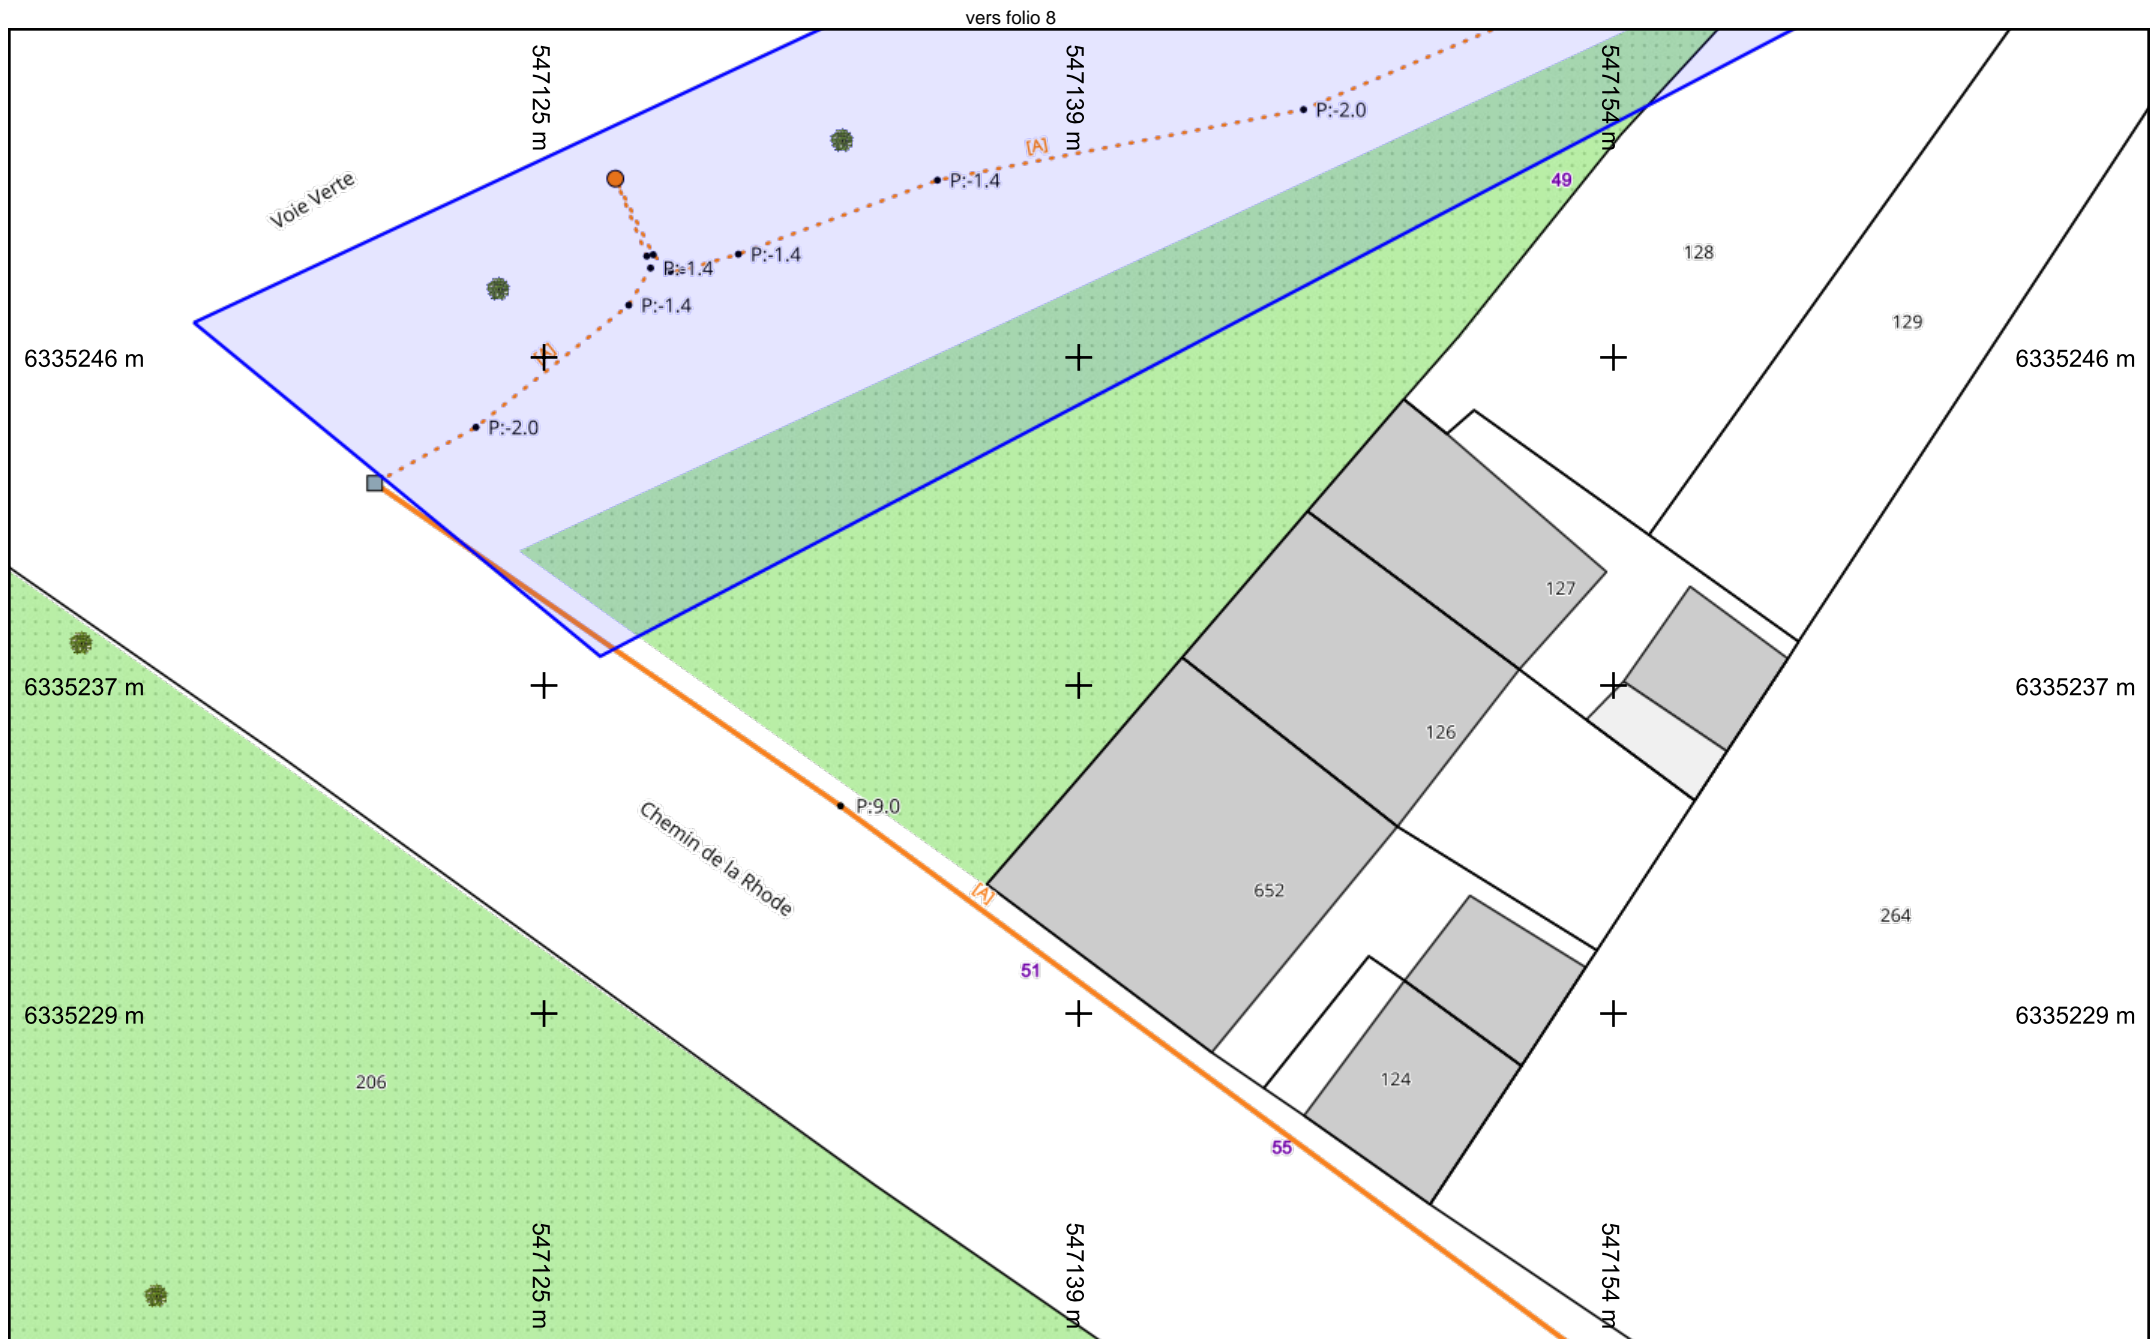 vers folio 8
547125 m
547139 m
547154 m
P:-2.0
[A]
P:-1.4
49
Voie Verte
128
P:-1.4
P:-1.4
P:-1.4
129
6335246 m
[A]
6335246 m
P:-2.0
127
6335237 m
6335237 m
126
P:9.0
Chemin de la Rhode
652
[A]
264
51
6335229 m
6335229 m
206
124
55
547125 m
547139 m
547154 m